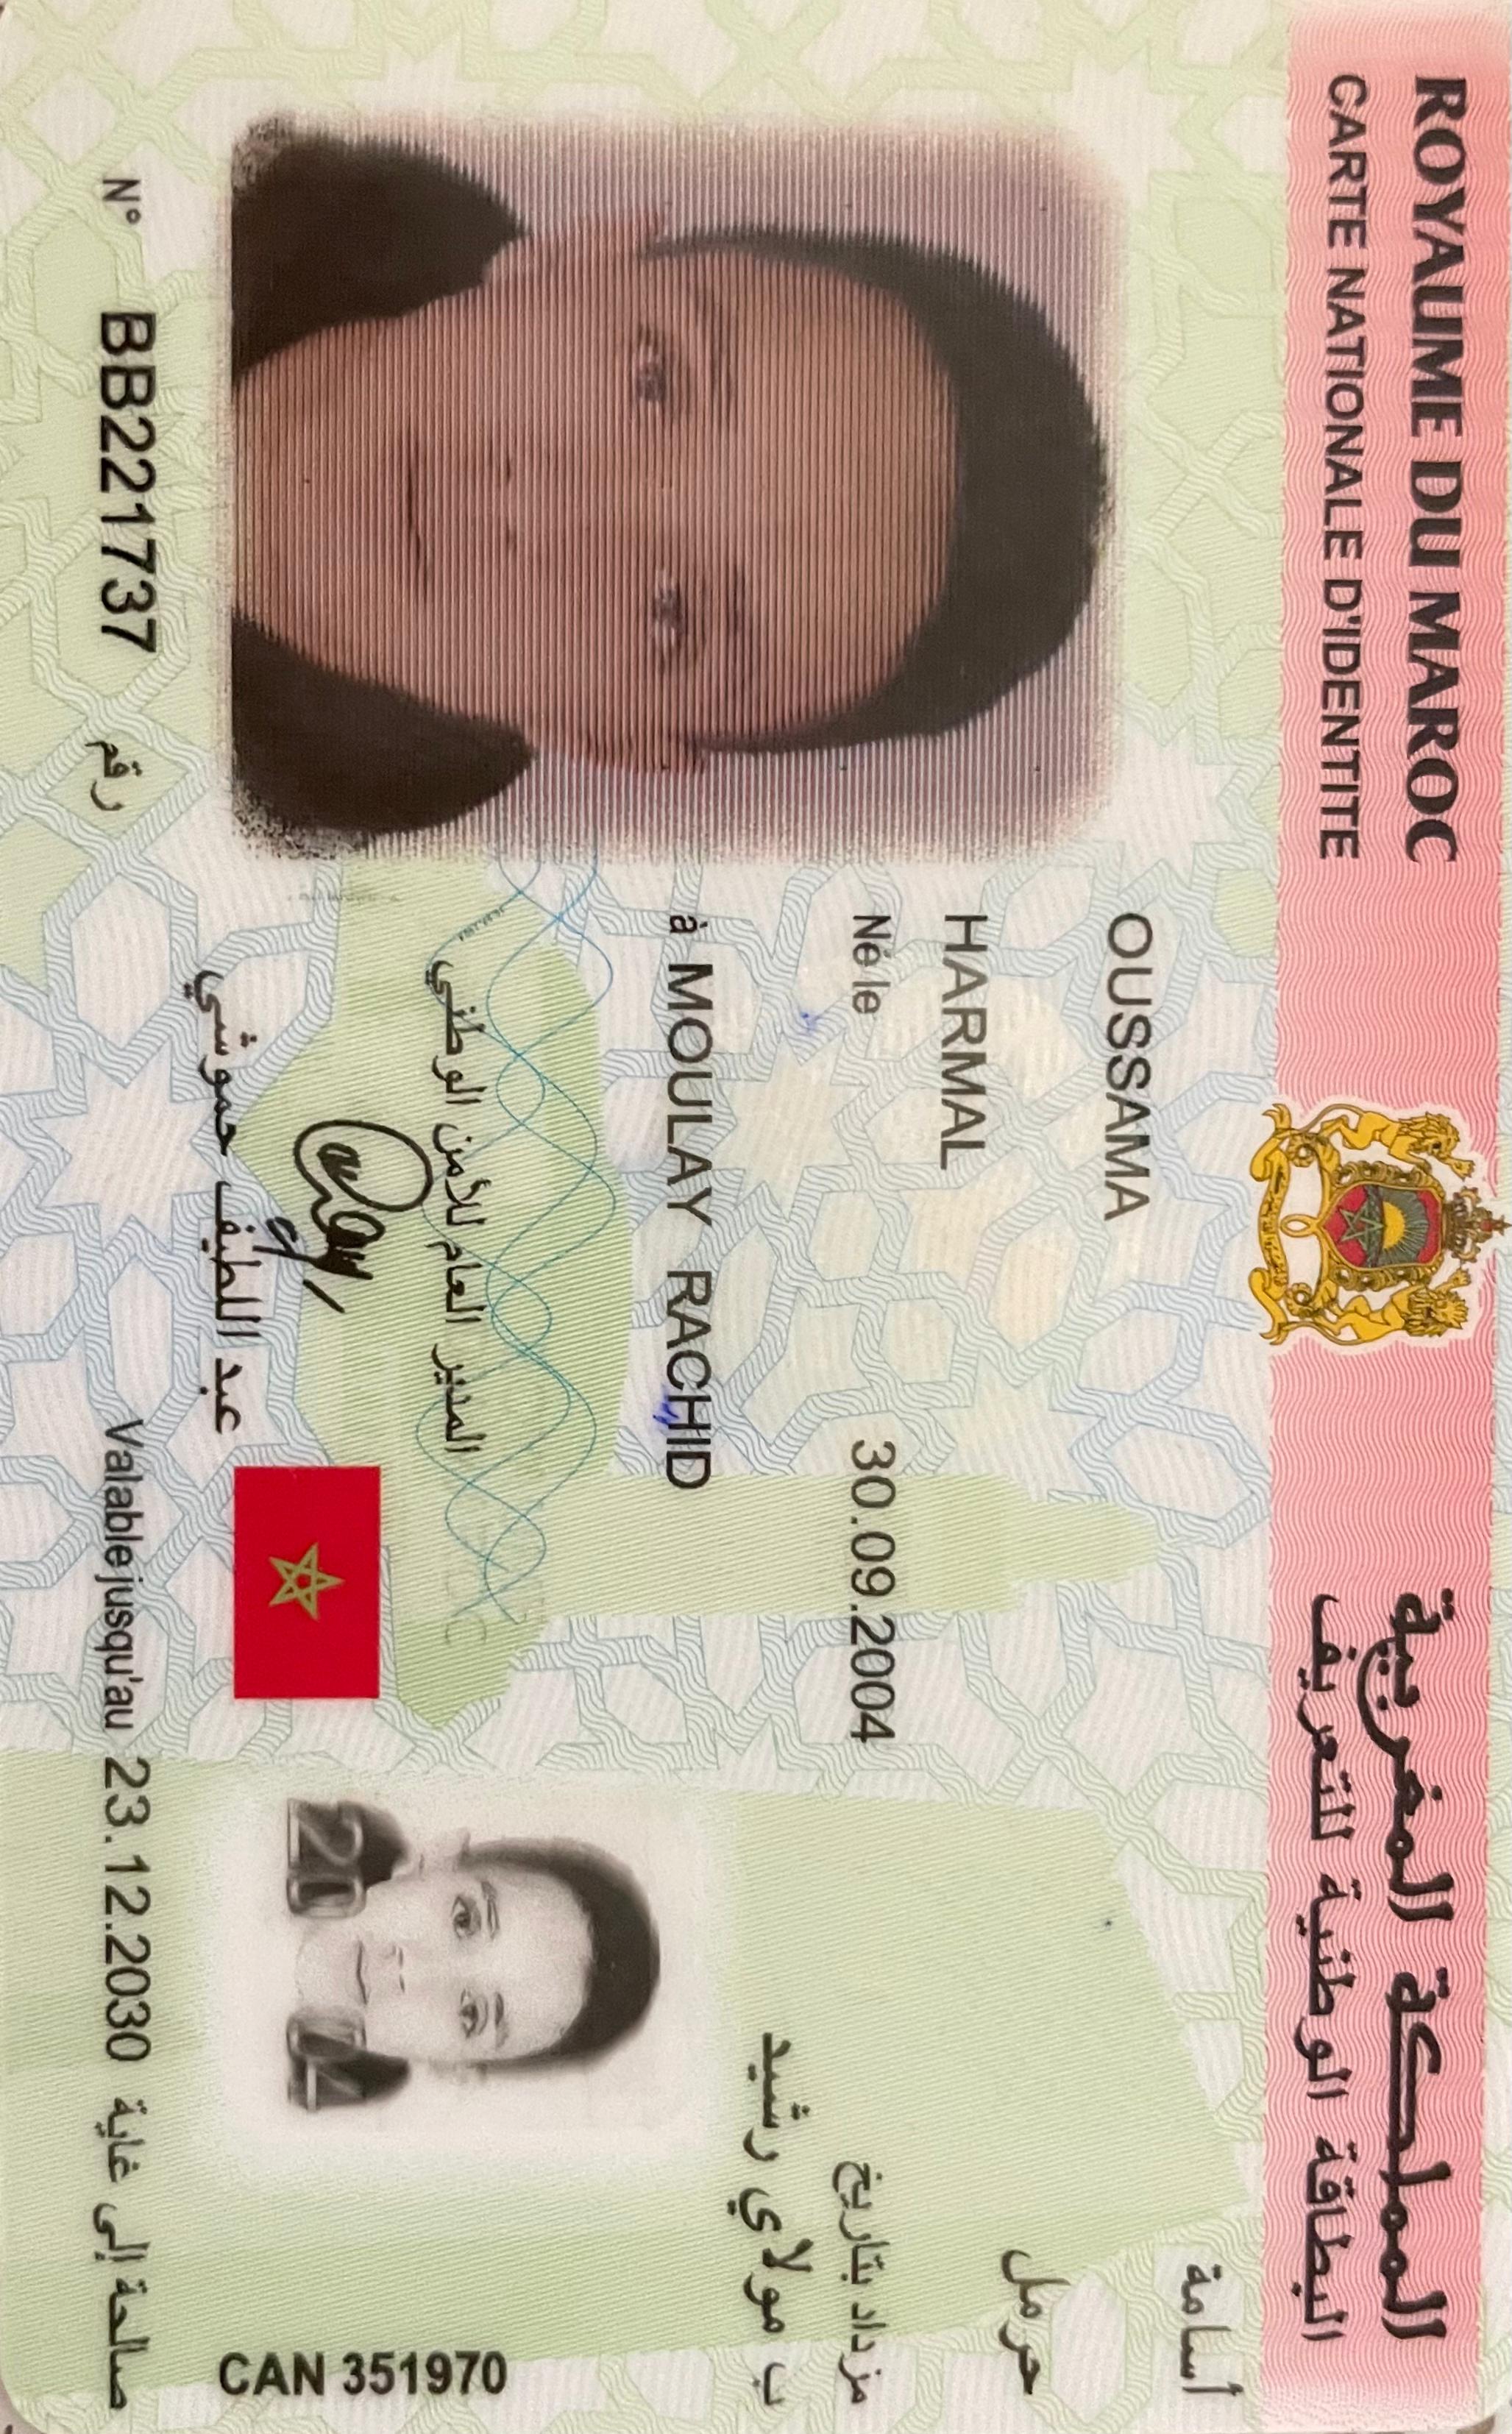 ROYAUME DU MAROC
المملكة المغربية
CARTE NATIONALE D'IDENTITE
البطاقة الوطنية للتعريف
أسامة
OUSSAMA
حرمل
HARMAL
Né le 30.09.2004 مزداد بتاريخ
ب مولاي رشيد
à MOULAY RACHID
المدير العام للأمن الوطني
عبد اللطيف حموشي
CAN 351970
N° BB221737 رقم
Valable jusqu'au 23.12.2030 صالحة إلى غاية